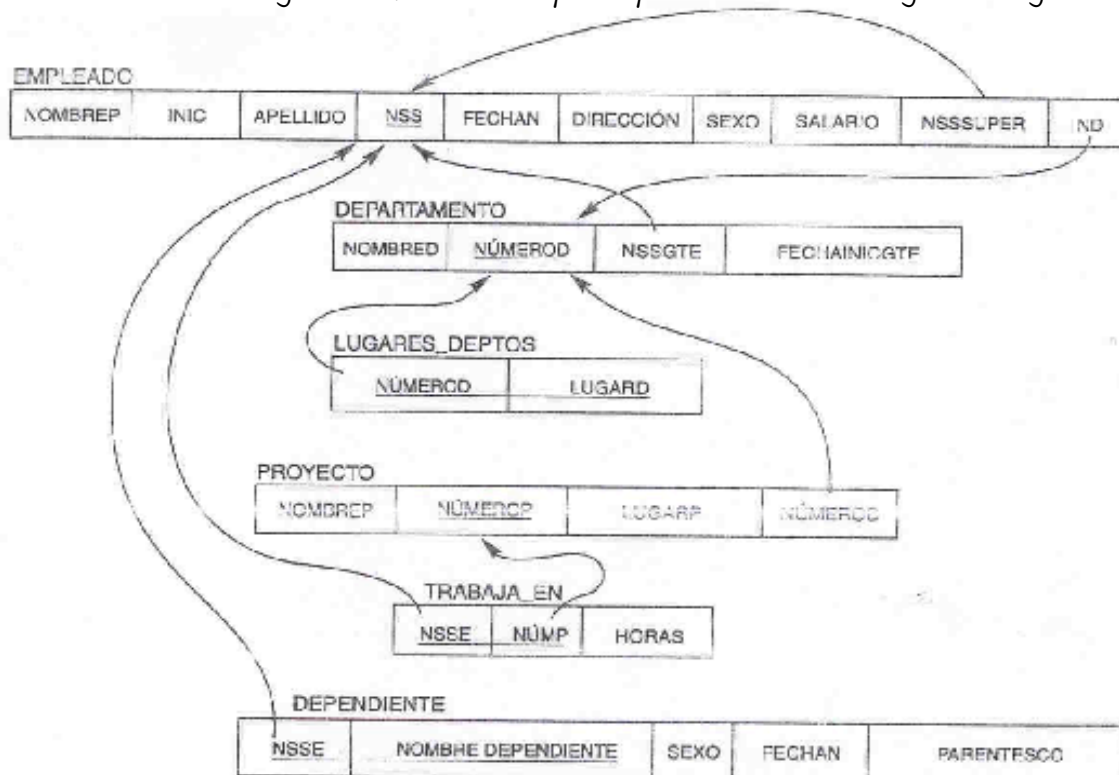 EMPLEADO
NOMBREP INIC APELLIDO NSS FECHAN DIRECCIÓN SEXO SALARIO NSSSUPER ND
DEPARTAMENTO
NOMBRED NÚMEROD NSSGTE FECHAINICGTE
LUGARES_DEPTOS
NÚMEROD LUGARD
PROYECTO
NOMBREP NÚMEROP LUGARP NÚMEROD
TRABAJA_EN
NSSE NÚMP HORAS
DEPENDIENTE
NSSE NOMBRE DEPENDIENTE SEXO FECHAN PARENTESCO